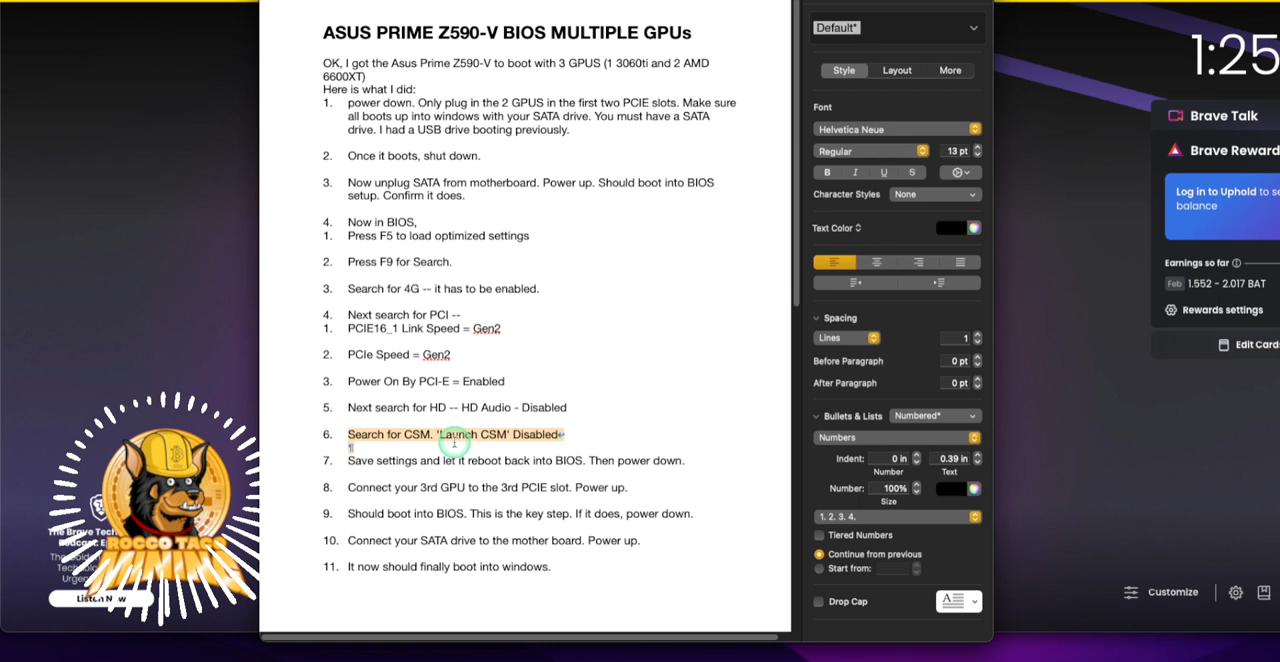 ASUS PRIME Z590-V BIOS MULTIPLE GPUs
OK, I got the Asus Prime Z590-V to boot with 3 GPUS (1 3060ti and 2 AMD
6600XT)
Here is what I did:
1. power down. Only plug in the 2 GPUS in the first two PCIE slots. Make sure
all boots up into windows with your SATA drive. You must have a SATA
drive. I had a USB drive booting previously.
2. Once it boots, shut down.
3. Now unplug SATA from motherboard. Power up. Should boot into BIOS
setup. Confirm it does.
4. Now in BIOS,
1. Press F5 to load optimized settings
2. Press F9 for Search.
3. Search for 4G -- it has to be enabled.
4. Next search for PCI --
1. PCIE16_1 Link Speed = Gen2
2. PCIe Speed = Gen2
3. Power On By PCI-E = Enabled
5. Next search for HD -- HD Audio - Disabled
6. Search for CSM. 'Launch CSM' Disabled
7. Save settings and let it reboot back into BIOS. Then power down.
8. Connect your 3rd GPU to the 3rd PCIE slot. Power up.
9. Should boot into BIOS. This is the key step. If it does, power down.
10. Connect your SATA drive to the mother board. Power up.
11. It now should finally boot into windows.
Default*
Style Layout More
Font
Helvetica Neue
Regular 13 pt
B I U S
Character Styles None
Text Color
Spacing
Lines 1
Before Paragraph 0 pt
After Paragraph 0 pt
Bullets & Lists Numbered*
Numbers
Indent: 0 in 0.39 in
Number Text
Number: 100%
Size
1. 2. 3. 4.
Tiered Numbers
Continue from previous
Start from:
Drop Cap
A
1:25
Brave Talk
Brave Reward
Log in to Uphold to se
balance
Earnings so far
Feb 1.552 - 2.017 BAT
Rewards settings
Edit Card
Customize
The Brave Tech
ROCCO TACO
MINING